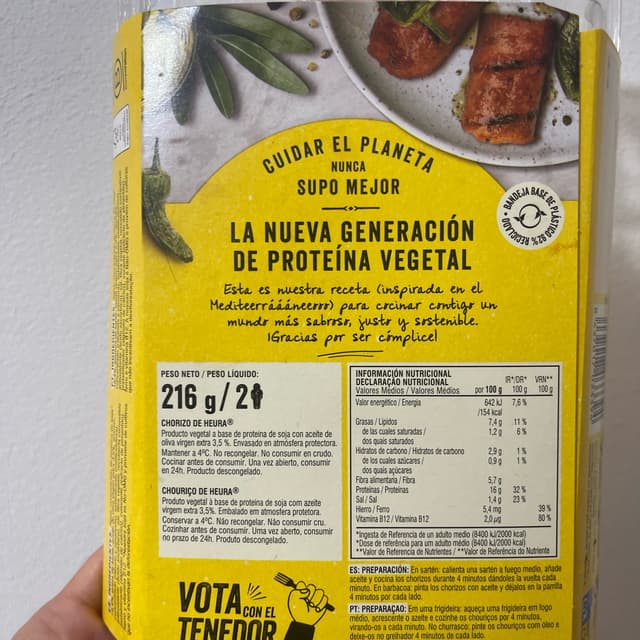 CUIDAR EL PLANETA
NUNCA
SUPO MEJOR
BANDEJA BASE DE PLÁSTICO 92% RECICLADO
LA NUEVA GENERACIÓN
DE PROTEÍNA VEGETAL
Esta es nuestra receta (inspirada en el
Mediteerráááneeroo) para cocinar contigo un
mundo más sabroso, justo y sostenible.
¡Gracias por ser cómplice!
PESO NETO / PESO LÍQUIDO:
216 g/ 2
CHORIZO DE HEURA®
Producto vegetal a base de proteína de soja con aceite de
oliva virgen extra 3,5 %. Envasado en atmósfera protectora.
Mantener a 4ºC. No recongelar. No consumir en crudo.
Cocinar antes de consumir. Una vez abierto, consumir
en 24h. Producto descongelado.
CHOURIÇO DE HEURA®
Produto vegetal à base de proteína de soja com azeite
virgem extra 3,5%. Embalado em atmosfera protetora.
Conservar a 4ºC. Não recongelar. Não consumir cru.
Cozinhar antes de consumir. Uma vez aberto, consumir
no prazo de 24h. Produto descongelado.
INFORMACIÓN NUTRICIONAL
DECLARAÇÃO NUTRICIONAL IR*/DR* VRN**
Valores Medios / Valores Médios por 100 g 100 g 100 g
Valor energético / Energia 642 kJ 7,6 %
/154 kcal
Grasas / Lípidos 7,4 g 11 %
de las cuales saturadas / 1,2 g 6 %
dos quais saturados
Hidratos de carbono / Hidratos de carbono 2,9 g 1 %
de los cuales azúcares / 0,9 g 1 %
dos quais açúcares
Fibra alimentaria / Fibra 5,7 g
Proteínas / Proteínas 16 g 32 %
Sal / Sal 1,4 g 23 %
Hierro / Ferro 5,4 mg 39 %
Vitamina B12 / Vitamina B12 2,0 µg 80 %
*Ingesta de Referencia de un adulto medio (8400 kJ/2000 kcal)
*Dose de referência para um adulto médio (8400 kJ/2000 kcal)
**Valor de Referencia de Nutrientes / **Valor de Referência do Nutriente
ES: PREPARACIÓN: En sartén: calienta una sartén a fuego medio, añade
aceite y cocina los chorizos durante 4 minutos dándoles la vuelta cada
minuto. En barbacoa: pinta los chorizos con aceite y déjalos en la parrilla
4 minutos por cada lado.
PT: PREPARAÇÃO: Em uma frigideira: aqueça uma frigideira em fogo
médio, acrescente o azeite e cozinhe os chouriços por 4 minutos,
virando-os a cada minuto. No churrasco: pinte os chouriços com óleo e
deixe-os no grelhador 4 minutos de cada lado.
VOTA
CON EL
TENEDOR